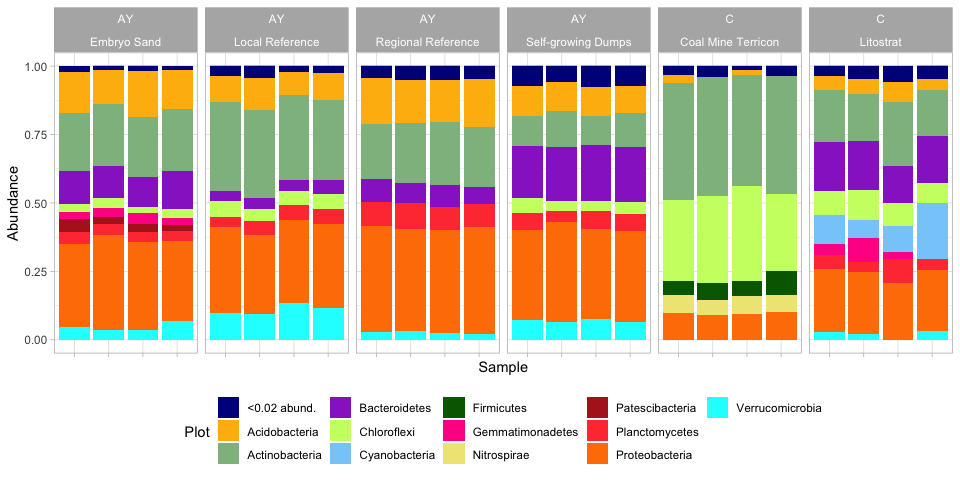 AY AY AY AY C C
Embryo Sand Local Reference Regional Reference Self-growing Dumps Coal Mine Terricon Litostrat
1.00
0.75
0.50
0.25
0.00
Abundance
Sample
Plot
<0.02 abund. Bacteroidetes Firmicutes Patescibacteria Verrucomicrobia
Acidobacteria Chloroflexi Gemmatimonadetes Planctomycetes
Actinobacteria Cyanobacteria Nitrospirae Proteobacteria